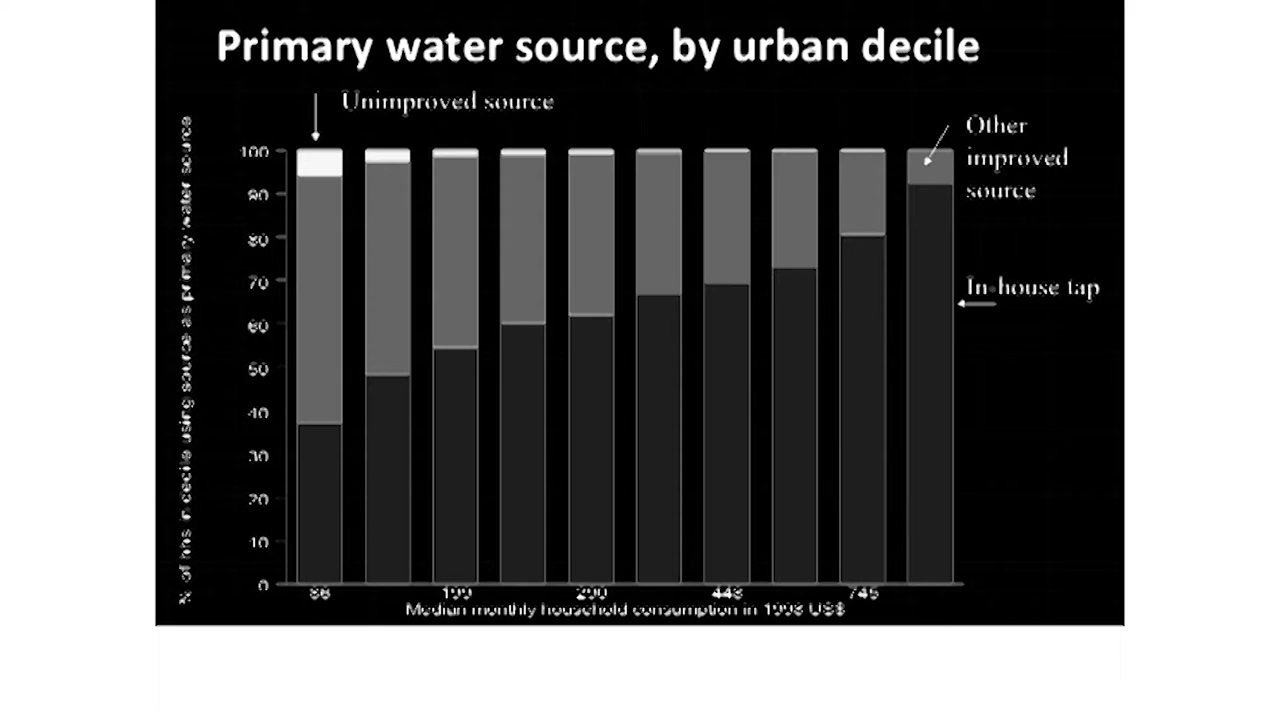 Primary water source, by urban decile
Unimproved source
Other
improved
source
In-house tap
% of hhs in decile using source as primary water source
100
90
80
70
60
50
40
30
20
10
0
86 199 290 443 745
Median monthly household consumption in 1998 US$